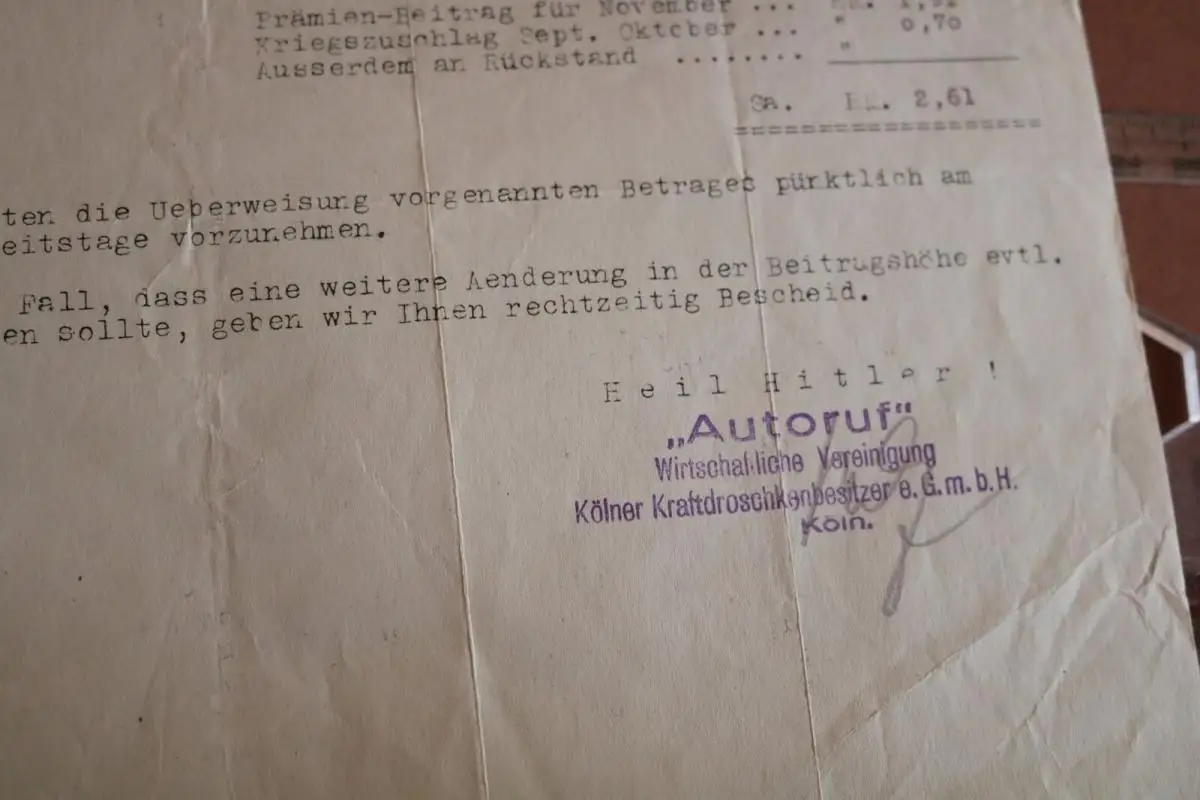 Prämien-Beitrag für November ...
Kriegszuschlag Sept. Oktober ... " 0,70
Ausserdem an Rückstand ........ "
Sa. 2,61
ten die Ueberweisung vorgenannten Betrages pürktlich am
eitstage vorzunehmen.
Fall, dass eine weitere Aenderung in der Beitragshöhe evtl.
en sollte, geben wir Ihnen rechtzeitig Bescheid.
Heil Hitler !
„Autoruf"
Wirtschaftliche Vereinigung
Kölner Kraftdroschkenbesitzer e.G.m.b.H.
Köln.